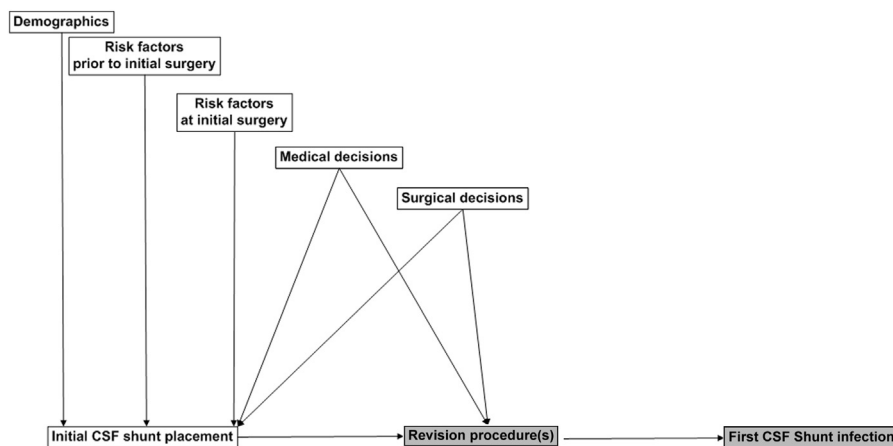 Demographics
Risk factors
prior to initial surgery
Risk factors
at initial surgery
Medical decisions
Surgical decisions
Initial CSF shunt placement
Revision procedure(s)
First CSF Shunt infection